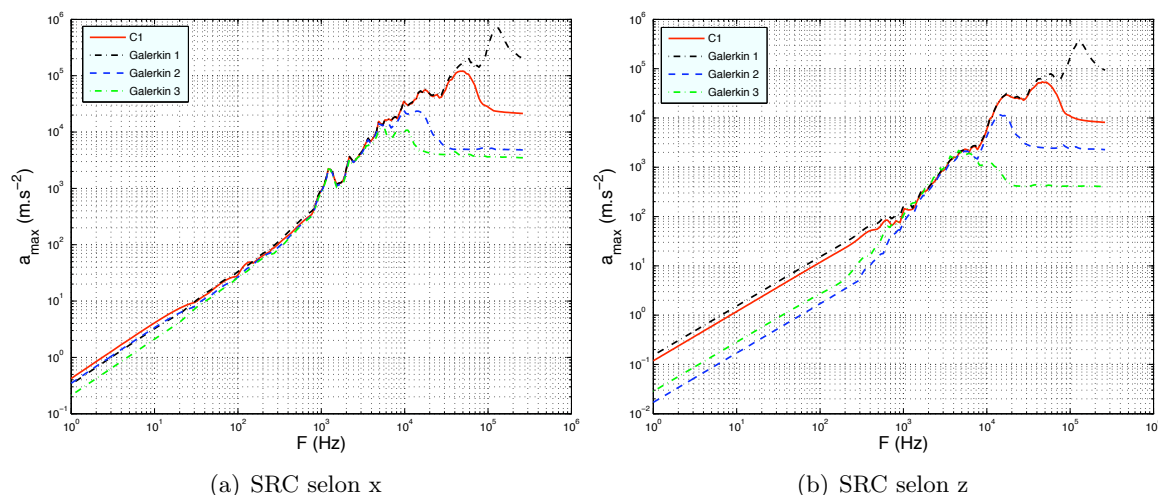 10^6
10^5
10^4
10^3
10^2
10^1
10^0
10^-1
a_max (m.s^-2)
C1
Galerkin 1
Galerkin 2
Galerkin 3
10^0 10^1 10^2 10^3 10^4 10^5 10^6
F (Hz)
(a) SRC selon x
10^6
10^5
10^4
10^3
10^2
10^1
10^0
10^-1
10^-2
a_max (m.s^-2)
C1
Galerkin 1
Galerkin 2
Galerkin 3
10^0 10^1 10^2 10^3 10^4 10^5 10
F (Hz)
(b) SRC selon z